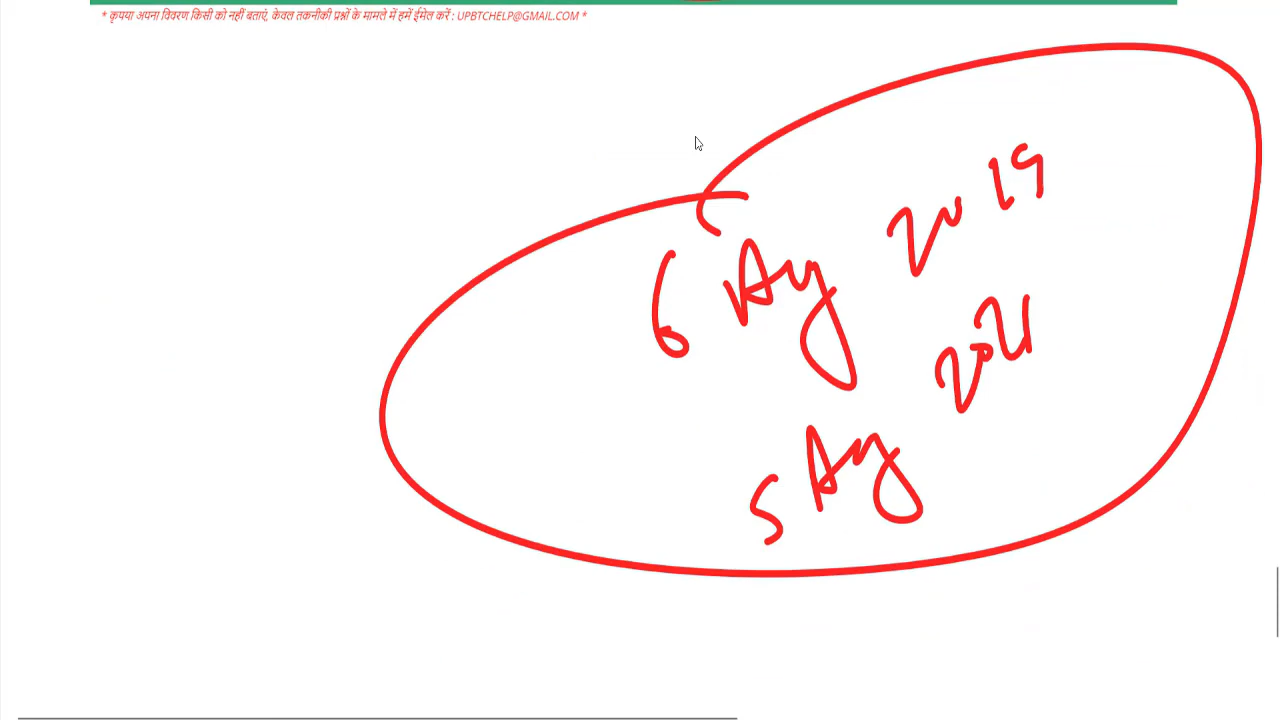 * कृपया अपना विवरण किसी को नहीं बताएं, केवल तकनीकी प्रश्नों के मामले में हमें ईमेल करें : UPBTCHELP@GMAIL.COM *
6 Aug 2019
5 Aug 2021